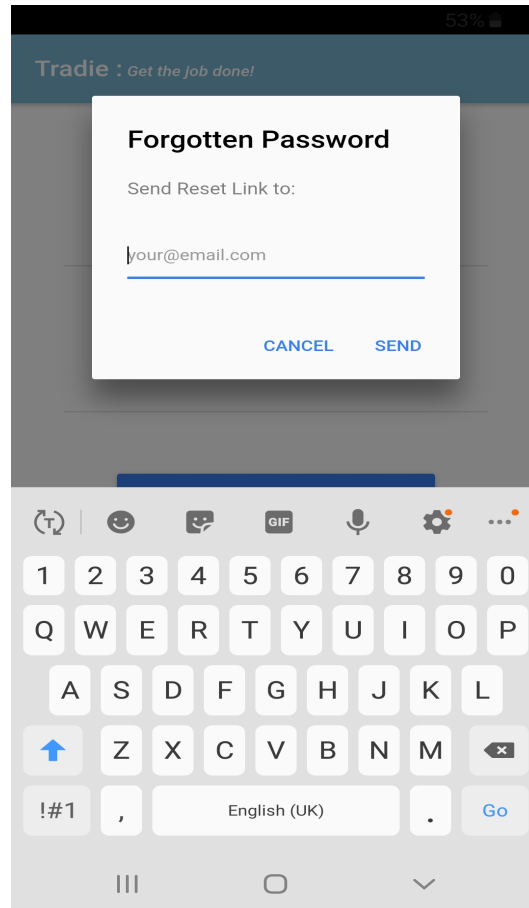 53%
Tradie : Get the job done!
Forgotten Password
Send Reset Link to:
your@email.com
CANCEL SEND
T GIF
1 2 3 4 5 6 7 8 9 0
Q W E R T Y U I O P
A S D F G H J K L
Z X C V B N M
!#1 , English (UK) . Go